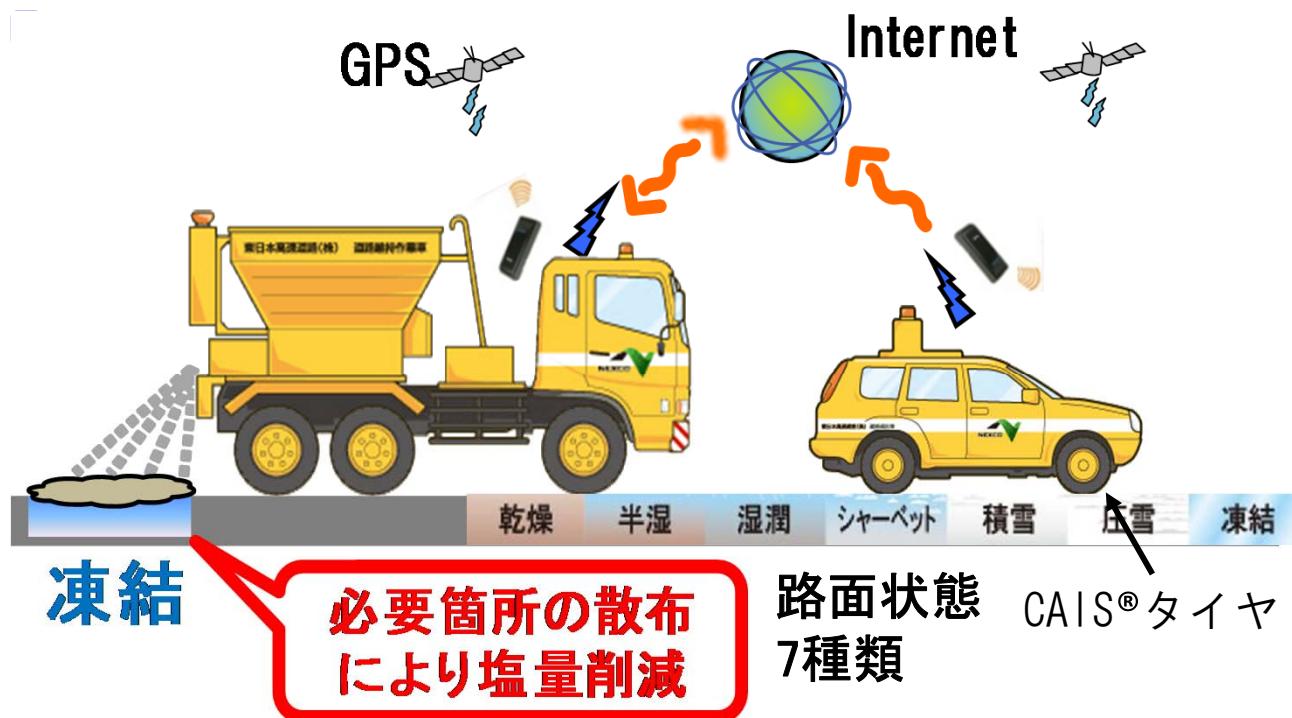 GPS
Internet
東日本高速道路(株) 道路維持作業車
NEXCO
NEXCO
乾燥
半湿
湿潤
シャーベット
積雪
圧雪
凍結
凍結
必要箇所の散布
により塩量削減
路面状態
7種類
CAIS®タイヤ